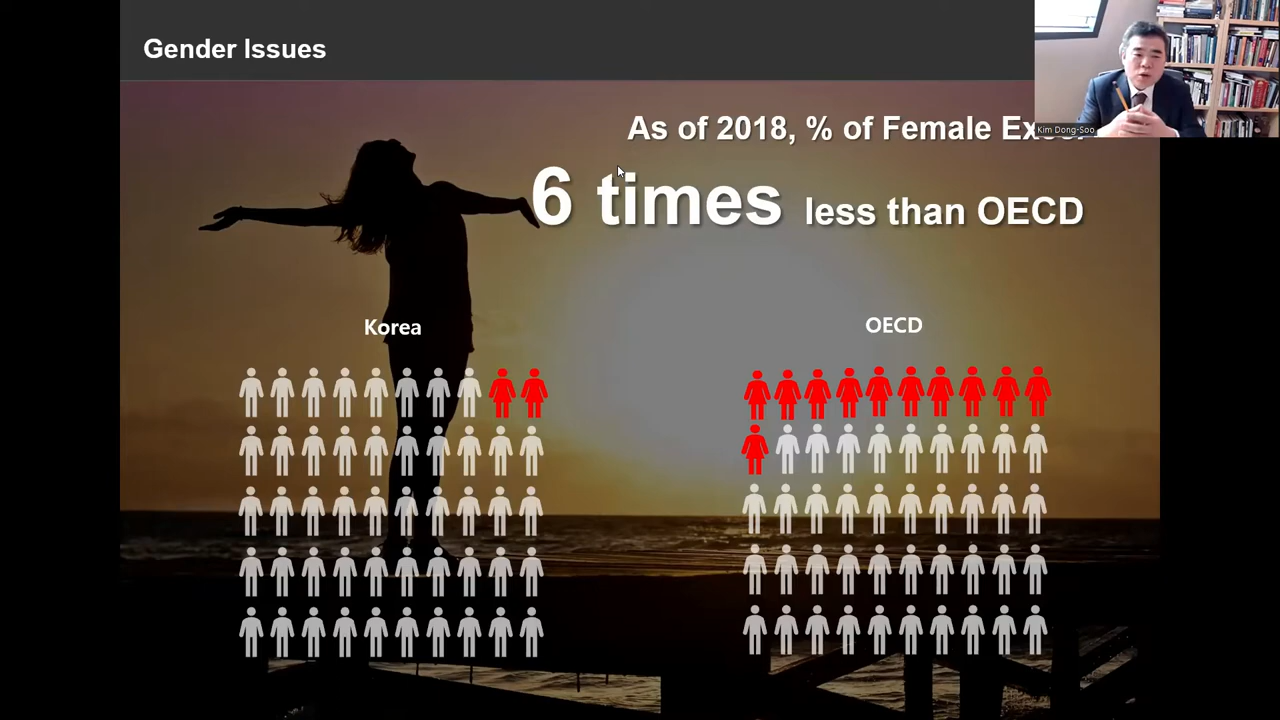 Gender Issues
As of 2018, % of Female
6 times less than OECD
Kim Dong-Soo
Korea
OECD